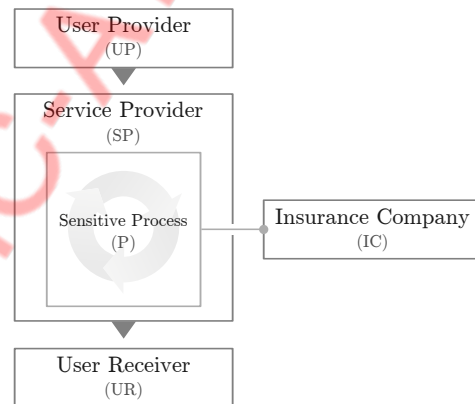 User Provider
(UP)
Service Provider
(SP)
Sensitive Process
(P)
Insurance Company
(IC)
User Receiver
(UR)